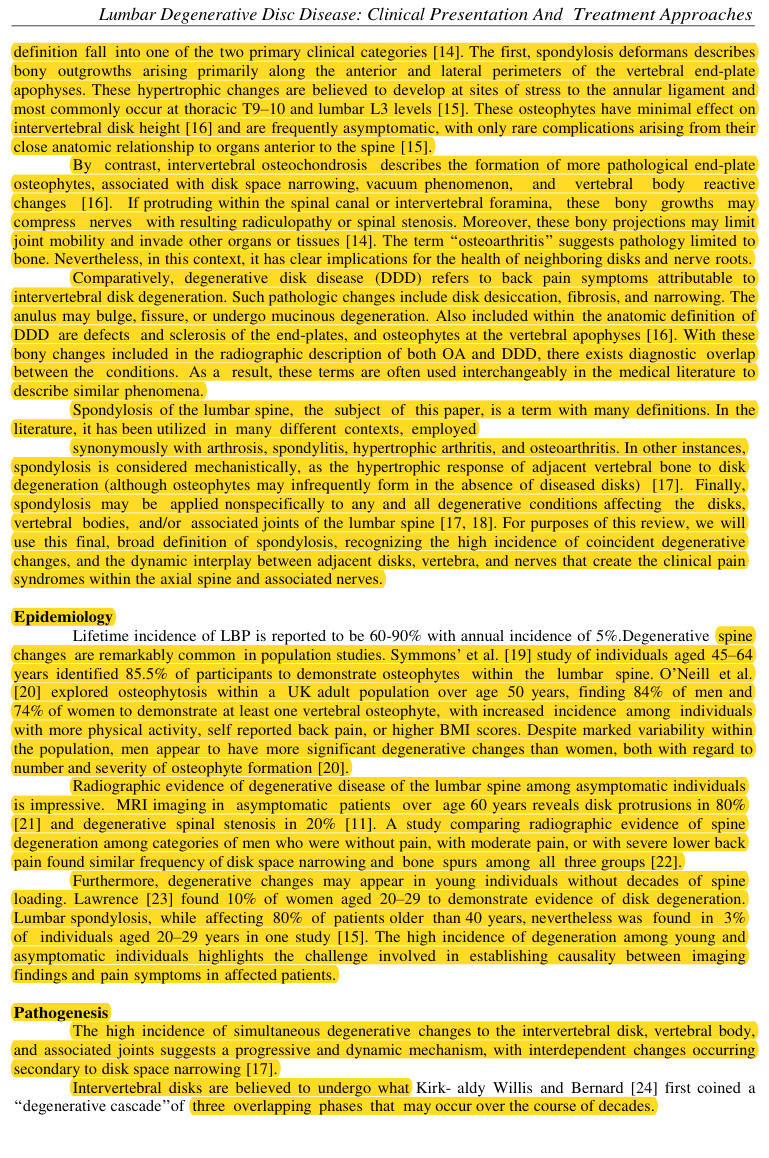 Lumbar Degenerative Disc Disease: Clinical Presentation And Treatment Approaches
definition fall into one of the two primary clinical categories [14]. The first, spondylosis deformans describes
bony outgrowths arising primarily along the anterior and lateral perimeters of the vertebral end-plate
apophyses. These hypertrophic changes are believed to develop at sites of stress to the annular ligament and
most commonly occur at thoracic T9–10 and lumbar L3 levels [15]. These osteophytes have minimal effect on
intervertebral disk height [16] and are frequently asymptomatic, with only rare complications arising from their
close anatomic relationship to organs anterior to the spine [15].
By contrast, intervertebral osteochondrosis describes the formation of more pathological end-plate
osteophytes, associated with disk space narrowing, vacuum phenomenon, and vertebral body reactive
changes [16]. If protruding within the spinal canal or intervertebral foramina, these bony growths may
compress nerves with resulting radiculopathy or spinal stenosis. Moreover, these bony projections may limit
joint mobility and invade other organs or tissues [14]. The term “osteoarthritis” suggests pathology limited to
bone. Nevertheless, in this context, it has clear implications for the health of neighboring disks and nerve roots.
Comparatively, degenerative disk disease (DDD) refers to back pain symptoms attributable to
intervertebral disk degeneration. Such pathologic changes include disk desiccation, fibrosis, and narrowing. The
anulus may bulge, fissure, or undergo mucinous degeneration. Also included within the anatomic definition of
DDD are defects and sclerosis of the end-plates, and osteophytes at the vertebral apophyses [16]. With these
bony changes included in the radiographic description of both OA and DDD, there exists diagnostic overlap
between the conditions. As a result, these terms are often used interchangeably in the medical literature to
describe similar phenomena.
Spondylosis of the lumbar spine, the subject of this paper, is a term with many definitions. In the
literature, it has been utilized in many different contexts, employed
synonymously with arthrosis, spondylitis, hypertrophic arthritis, and osteoarthritis. In other instances,
spondylosis is considered mechanistically, as the hypertrophic response of adjacent vertebral bone to disk
degeneration (although osteophytes may infrequently form in the absence of diseased disks) [17]. Finally,
spondylosis may be applied nonspecifically to any and all degenerative conditions affecting the disks,
vertebral bodies, and/or associated joints of the lumbar spine [17, 18]. For purposes of this review, we will
use this final, broad definition of spondylosis, recognizing the high incidence of coincident degenerative
changes, and the dynamic interplay between adjacent disks, vertebra, and nerves that create the clinical pain
syndromes within the axial spine and associated nerves.
Epidemiology
Lifetime incidence of LBP is reported to be 60-90% with annual incidence of 5%.Degenerative spine
changes are remarkably common in population studies. Symmons’ et al. [19] study of individuals aged 45–64
years identified 85.5% of participants to demonstrate osteophytes within the lumbar spine. O’Neill et al.
[20] explored osteophytosis within a UK adult population over age 50 years, finding 84% of men and
74% of women to demonstrate at least one vertebral osteophyte, with increased incidence among individuals
with more physical activity, self reported back pain, or higher BMI scores. Despite marked variability within
the population, men appear to have more significant degenerative changes than women, both with regard to
number and severity of osteophyte formation [20].
Radiographic evidence of degenerative disease of the lumbar spine among asymptomatic individuals
is impressive. MRI imaging in asymptomatic patients over age 60 years reveals disk protrusions in 80%
[21] and degenerative spinal stenosis in 20% [11]. A study comparing radiographic evidence of spine
degeneration among categories of men who were without pain, with moderate pain, or with severe lower back
pain found similar frequency of disk space narrowing and bone spurs among all three groups [22].
Furthermore, degenerative changes may appear in young individuals without decades of spine
loading. Lawrence [23] found 10% of women aged 20–29 to demonstrate evidence of disk degeneration.
Lumbar spondylosis, while affecting 80% of patients older than 40 years, nevertheless was found in 3%
of individuals aged 20–29 years in one study [15]. The high incidence of degeneration among young and
asymptomatic individuals highlights the challenge involved in establishing causality between imaging
findings and pain symptoms in affected patients.
Pathogenesis
The high incidence of simultaneous degenerative changes to the intervertebral disk, vertebral body,
and associated joints suggests a progressive and dynamic mechanism, with interdependent changes occurring
secondary to disk space narrowing [17].
Intervertebral disks are believed to undergo what Kirk- aldy Willis and Bernard [24] first coined a
‘‘degenerative cascade’’of three overlapping phases that may occur over the course of decades.